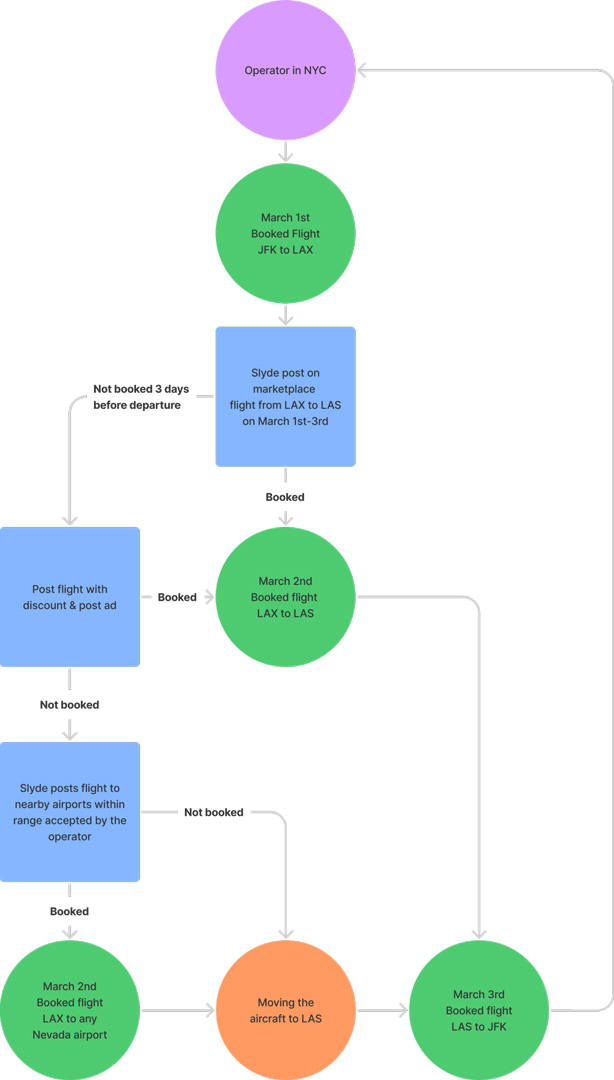 Operator in NYC
March 1st
Booked Flight
JFK to LAX
Slyde post on
marketplace
flight from LAX to LAS
on March 1st-3rd
Not booked 3 days
before departure
Booked
Post flight with
discount & post ad
Booked
March 2nd
Booked flight
LAX to LAS
Not booked
Slyde posts flight to
nearby airports within
range accepted by the
operator
Not booked
Booked
March 2nd
Booked flight
LAX to any
Nevada airport
Moving the
aircraft to LAS
March 3rd
Booked flight
LAS to JFK